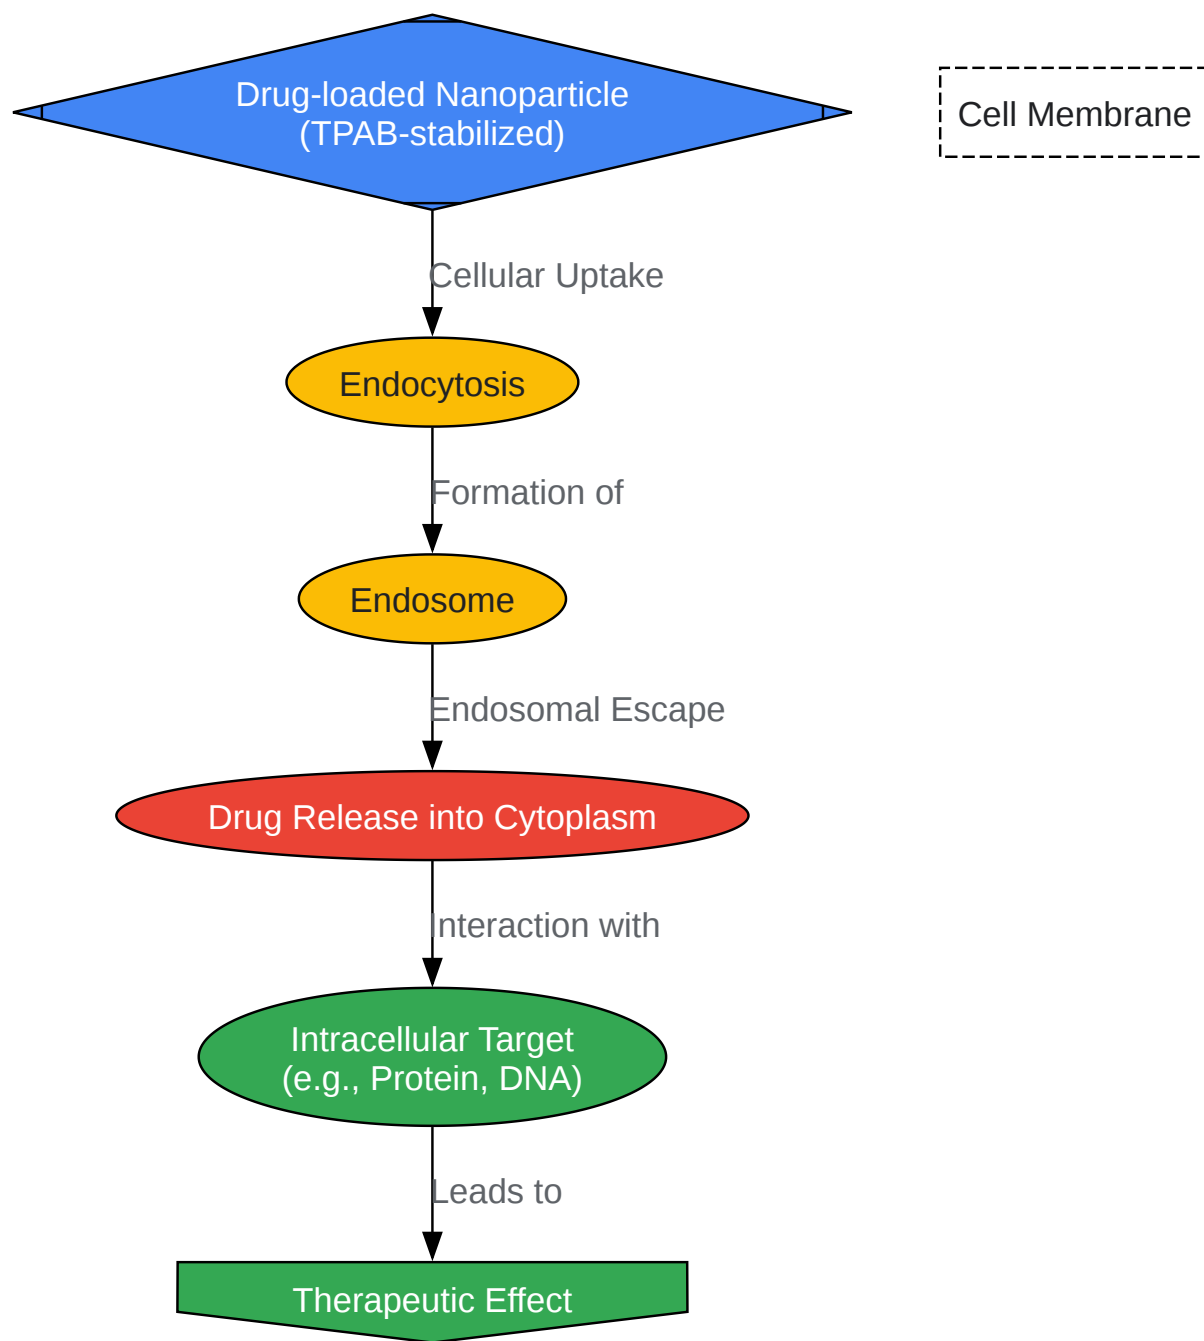 Drug-loaded Nanoparticle
(TPAB-stabilized)
Cell Membrane
Cellular Uptake
Endocytosis
Formation of
Endosome
Endosomal Escape
Drug Release into Cytoplasm
Interaction with
Intracellular Target
(e.g., Protein, DNA)
Leads to
Therapeutic Effect